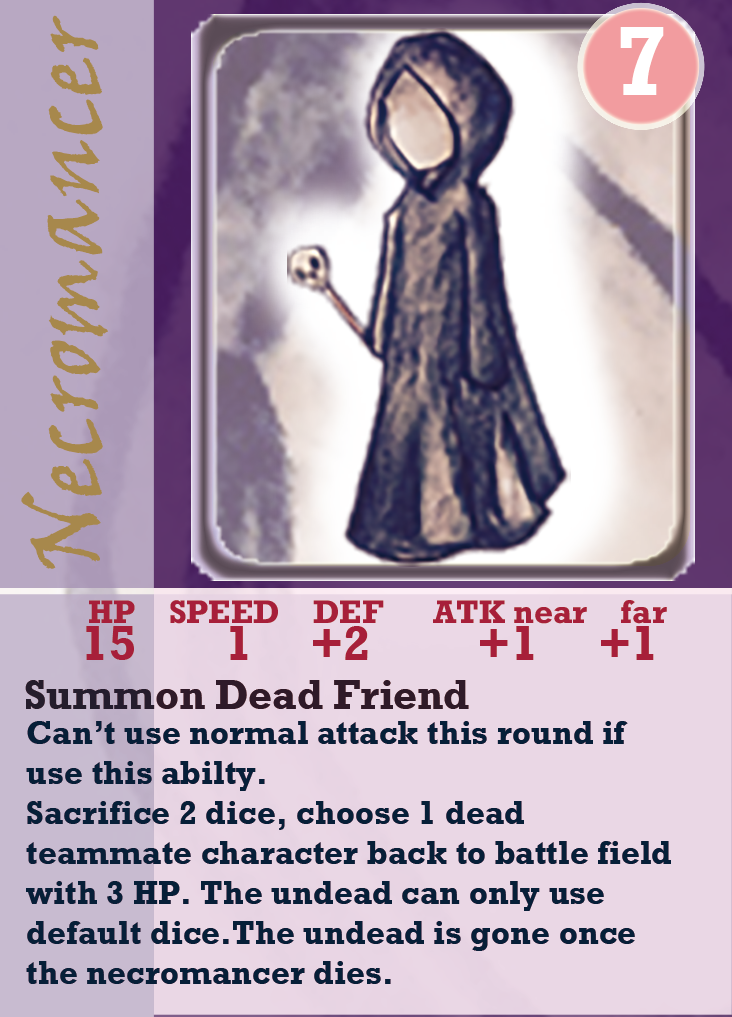 Necromancer
7
HP SPEED DEF ATK near far
15 1 +2 +1 +1
Summon Dead Friend
Can't use normal attack this round if
use this abilty.
Sacrifice 2 dice, choose 1 dead
teammate character back to battle field
with 3 HP. The undead can only use
default dice.The undead is gone once
the necromancer dies.